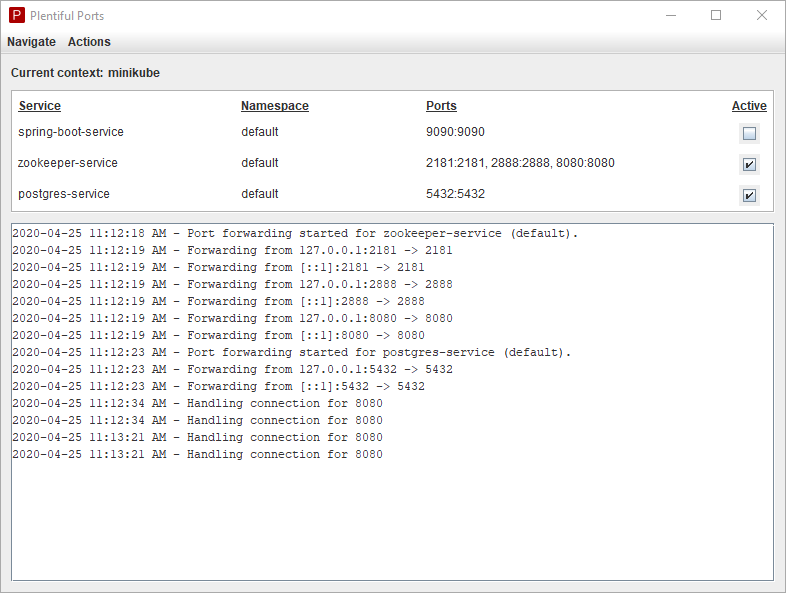 P Plentiful Ports
Navigate Actions
Current context: minikube
Service Namespace Ports Active
spring-boot-service default 9090:9090
zookeeper-service default 2181:2181, 2888:2888, 8080:8080
postgres-service default 5432:5432
2020-04-25 11:12:18 AM - Port forwarding started for zookeeper-service (default).
2020-04-25 11:12:19 AM - Forwarding from 127.0.0.1:2181 -> 2181
2020-04-25 11:12:19 AM - Forwarding from [::1]:2181 -> 2181
2020-04-25 11:12:19 AM - Forwarding from 127.0.0.1:2888 -> 2888
2020-04-25 11:12:19 AM - Forwarding from [::1]:2888 -> 2888
2020-04-25 11:12:19 AM - Forwarding from 127.0.0.1:8080 -> 8080
2020-04-25 11:12:19 AM - Forwarding from [::1]:8080 -> 8080
2020-04-25 11:12:23 AM - Port forwarding started for postgres-service (default).
2020-04-25 11:12:23 AM - Forwarding from 127.0.0.1:5432 -> 5432
2020-04-25 11:12:23 AM - Forwarding from [::1]:5432 -> 5432
2020-04-25 11:12:34 AM - Handling connection for 8080
2020-04-25 11:12:34 AM - Handling connection for 8080
2020-04-25 11:13:21 AM - Handling connection for 8080
2020-04-25 11:13:21 AM - Handling connection for 8080